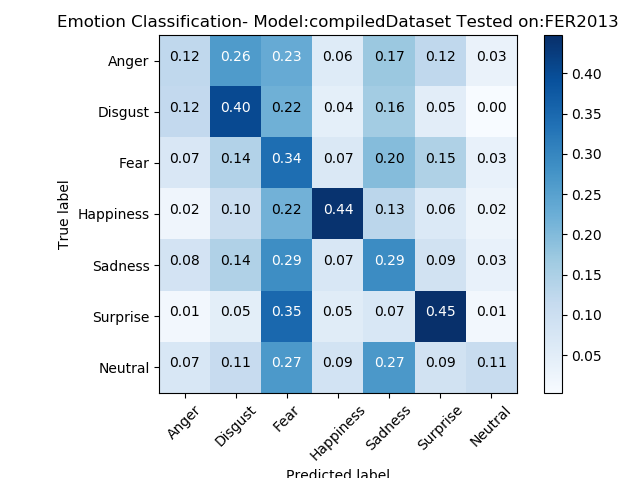 Emotion Classification- Model:compiledDataset Tested on:FER2013
True label
Anger 0.12 0.26 0.23 0.06 0.17 0.12 0.03
Disgust 0.12 0.40 0.22 0.04 0.16 0.05 0.00
Fear 0.07 0.14 0.34 0.07 0.20 0.15 0.03
Happiness 0.02 0.10 0.22 0.44 0.13 0.06 0.02
Sadness 0.08 0.14 0.29 0.07 0.29 0.09 0.03
Surprise 0.01 0.05 0.35 0.05 0.07 0.45 0.01
Neutral 0.07 0.11 0.27 0.09 0.27 0.09 0.11
Anger Disgust Fear Happiness Sadness Surprise Neutral
Predicted label
0.40
0.35
0.30
0.25
0.20
0.15
0.10
0.05